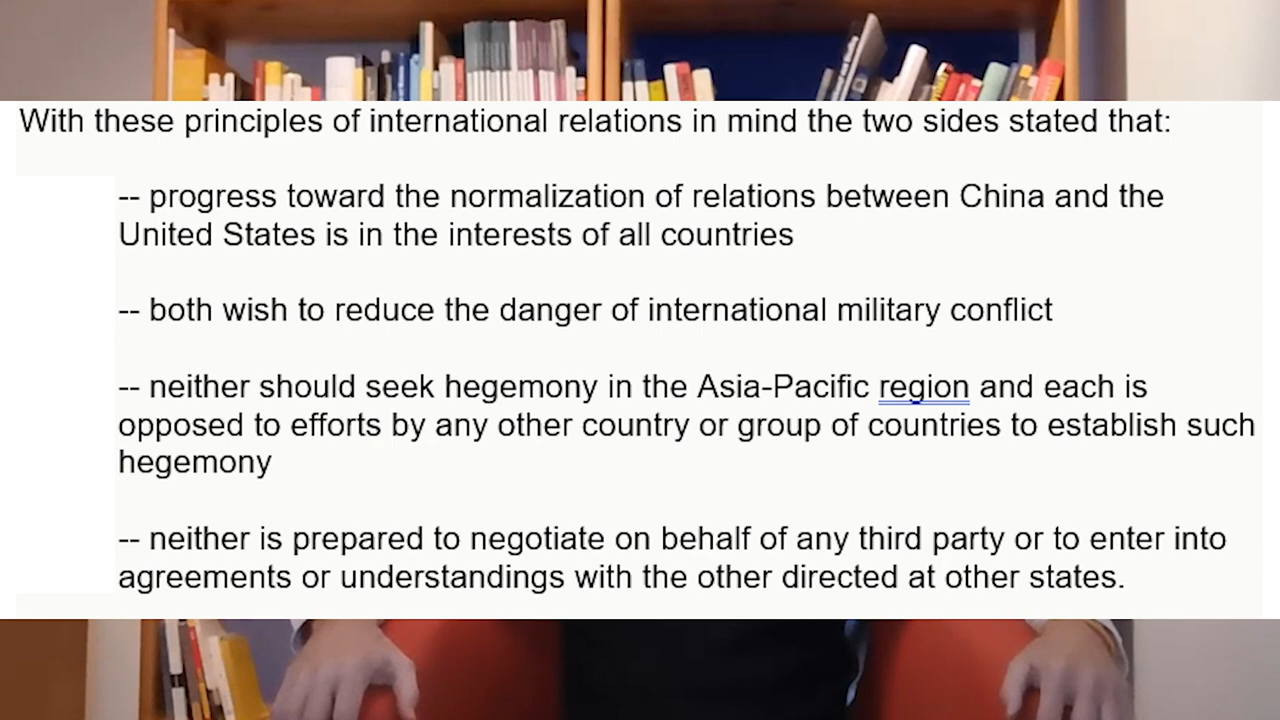 With these principles of international relations in mind the two sides stated that:
-- progress toward the normalization of relations between China and the
United States is in the interests of all countries
-- both wish to reduce the danger of international military conflict
-- neither should seek hegemony in the Asia-Pacific region and each is
opposed to efforts by any other country or group of countries to establish such
hegemony
-- neither is prepared to negotiate on behalf of any third party or to enter into
agreements or understandings with the other directed at other states.